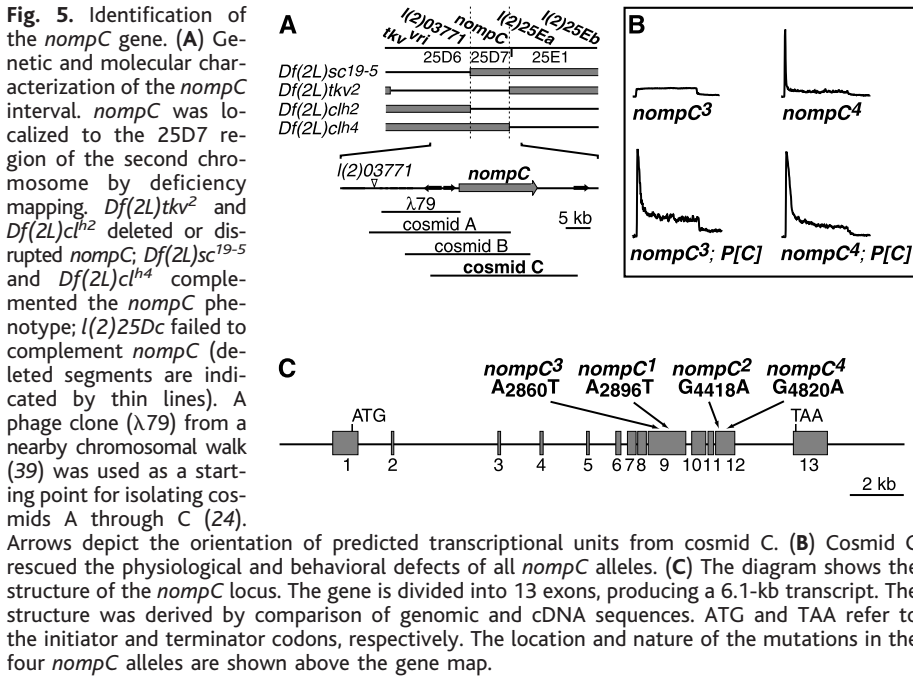 Fig. 5. Identification of
the nompC gene. (A) Ge-
netic and molecular char-
acterization of the nompC
interval. nompC was lo-
calized to the 25D7 re-
gion of the second chro-
mosome by deficiency
mapping. Df(2L)tkv2 and
Df(2L)clh2 deleted or dis-
rupted nompC; Df(2L)sc19-5
and Df(2L)clh4 comple-
mented the nompC phe-
notype; l(2)25Dc failed to
complement nompC (de-
leted segments are indi-
cated by thin lines). A
phage clone (λ79) from a
nearby chromosomal walk
(39) was used as a start-
ing point for isolating cos-
mids A through C (24).
Arrows depict the orientation of predicted transcriptional units from cosmid C. (B) Cosmid C
rescued the physiological and behavioral defects of all nompC alleles. (C) The diagram shows the
structure of the nompC locus. The gene is divided into 13 exons, producing a 6.1-kb transcript. The
structure was derived by comparison of genomic and cDNA sequences. ATG and TAA refer to
the initiator and terminator codons, respectively. The location and nature of the mutations in the
four nompC alleles are shown above the gene map.
A
tkv vri l(2)03771 nompC l(2)25Ea l(2)25Eb
25D6 25D7 25E1
Df(2L)sc19-5
Df(2L)tkv2
Df(2L)clh2
Df(2L)clh4
l(2)03771 nompC
λ79
cosmid A
5 kb
cosmid B
cosmid C
B
nompC3 nompC4
nompC3; P[C] nompC4; P[C]
C
nompC3 nompC1 nompC2 nompC4
A2860T A2896T G4418A G4820A
ATG TAA
1 2 3 4 5 6 7 8 9 10 11 12 13
2 kb